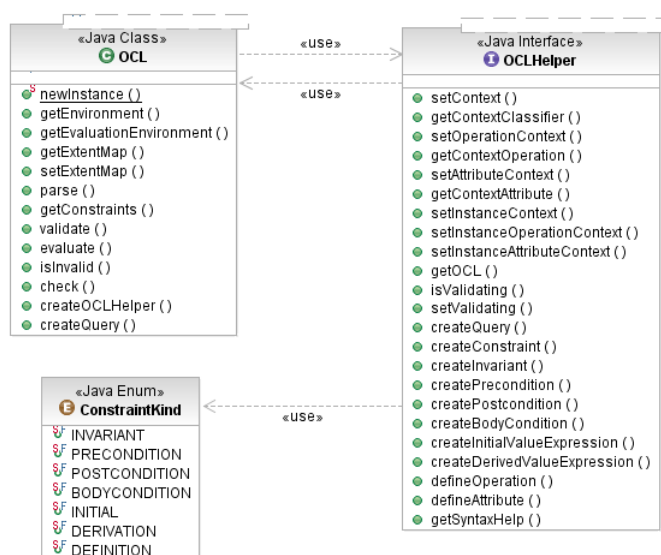 «Java Class»
OCL
newInstance ( )
getEnvironment ( )
getEvaluationEnvironment ( )
getExtentMap ( )
setExtentMap ( )
parse ( )
getConstraints ( )
validate ( )
evaluate ( )
isInvalid ( )
check ( )
createOCLHelper ( )
createQuery ( )
«use»
«use»
«Java Interface»
OCLHelper
setContext ( )
getContextClassifier ( )
setOperationContext ( )
getContextOperation ( )
setAttributeContext ( )
getContextAttribute ( )
setInstanceContext ( )
setInstanceOperationContext ( )
setInstanceAttributeContext ( )
getOCL ( )
isValidating ( )
setValidating ( )
createQuery ( )
createConstraint ( )
createInvariant ( )
createPrecondition ( )
createPostcondition ( )
createBodyCondition ( )
createInitialValueExpression ( )
createDerivedValueExpression ( )
defineOperation ( )
defineAttribute ( )
getSyntaxHelp ( )
«use»
«Java Enum»
ConstraintKind
INVARIANT
PRECONDITION
POSTCONDITION
BODYCONDITION
INITIAL
DERIVATION
DEFINITION